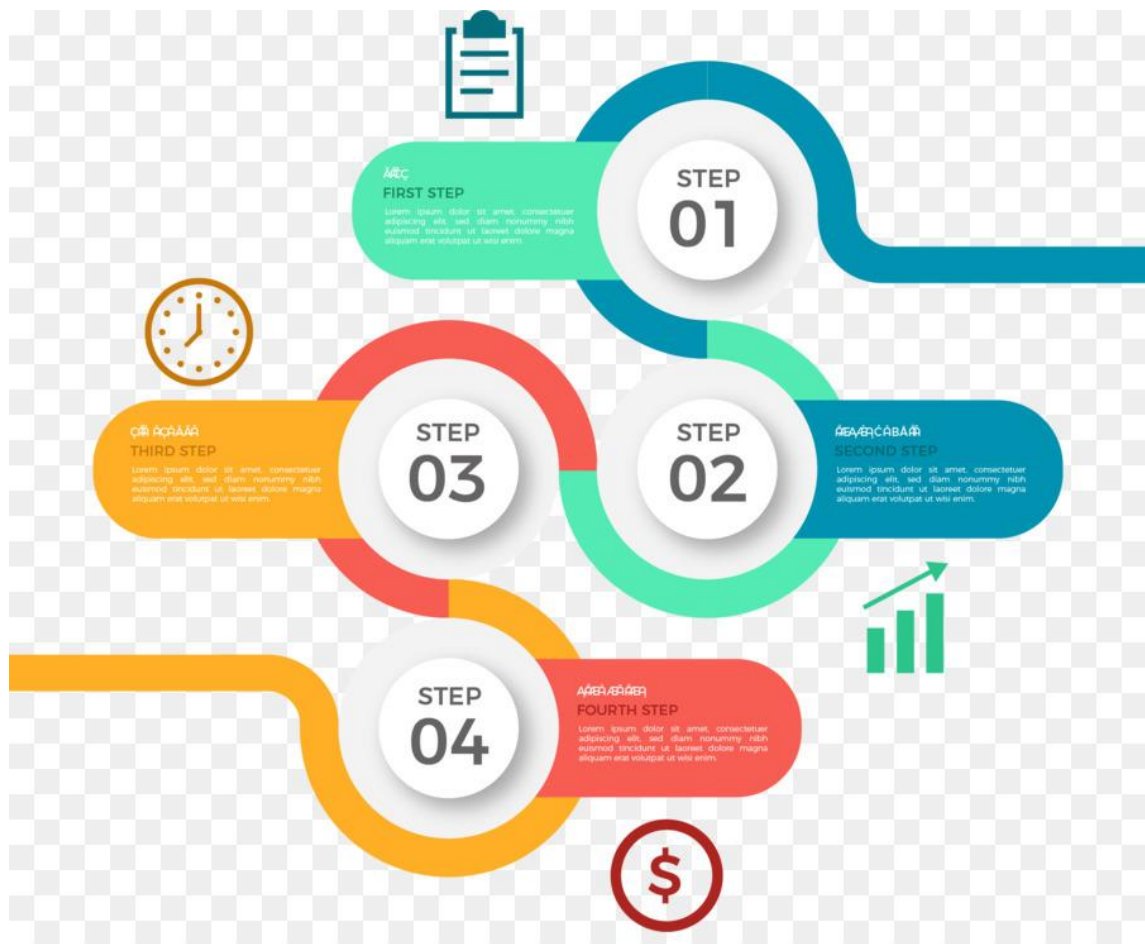 STEP
01
FIRST STEP
Lorem ipsum dolor sit amet, consectetuer
adipiscing elit, sed diam nonummy nibh
euismod tincidunt ut laoreet dolore magna
aliquam erat volutpat ut wisi enim.
STEP
02
SECOND STEP
Lorem ipsum dolor sit amet, consectetuer
adipiscing elit, sed diam nonummy nibh
euismod tincidunt ut laoreet dolore magna
aliquam erat volutpat ut wisi enim.
STEP
03
THIRD STEP
Lorem ipsum dolor sit amet, consectetuer
adipiscing elit, sed diam nonummy nibh
euismod tincidunt ut laoreet dolore magna
aliquam erat volutpat ut wisi enim.
STEP
04
FOURTH STEP
Lorem ipsum dolor sit amet, consectetuer
adipiscing elit, sed diam nonummy nibh
euismod tincidunt ut laoreet dolore magna
aliquam erat volutpat ut wisi enim.
$